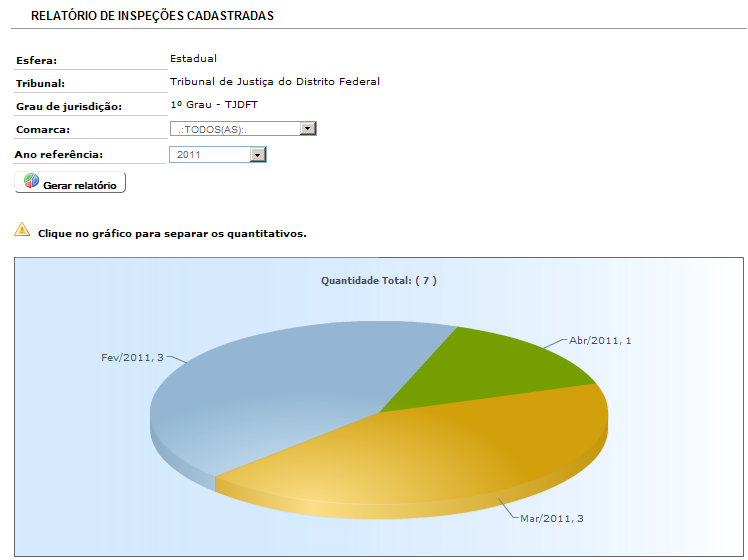 RELATÓRIO DE INSPEÇÕES CADASTRADAS
Esfera: Estadual
Tribunal: Tribunal de Justiça do Distrito Federal
Grau de jurisdição: 1º Grau - TJDFT
Comarca: .:TODOS(AS):.
Ano referência: 2011
Gerar relatório
Clique no gráfico para separar os quantitativos.
Quantidade Total: ( 7 )
Abr/2011, 1
Fev/2011, 3
Mar/2011, 3